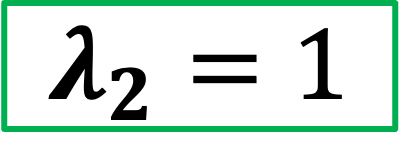 λ₂ = 1